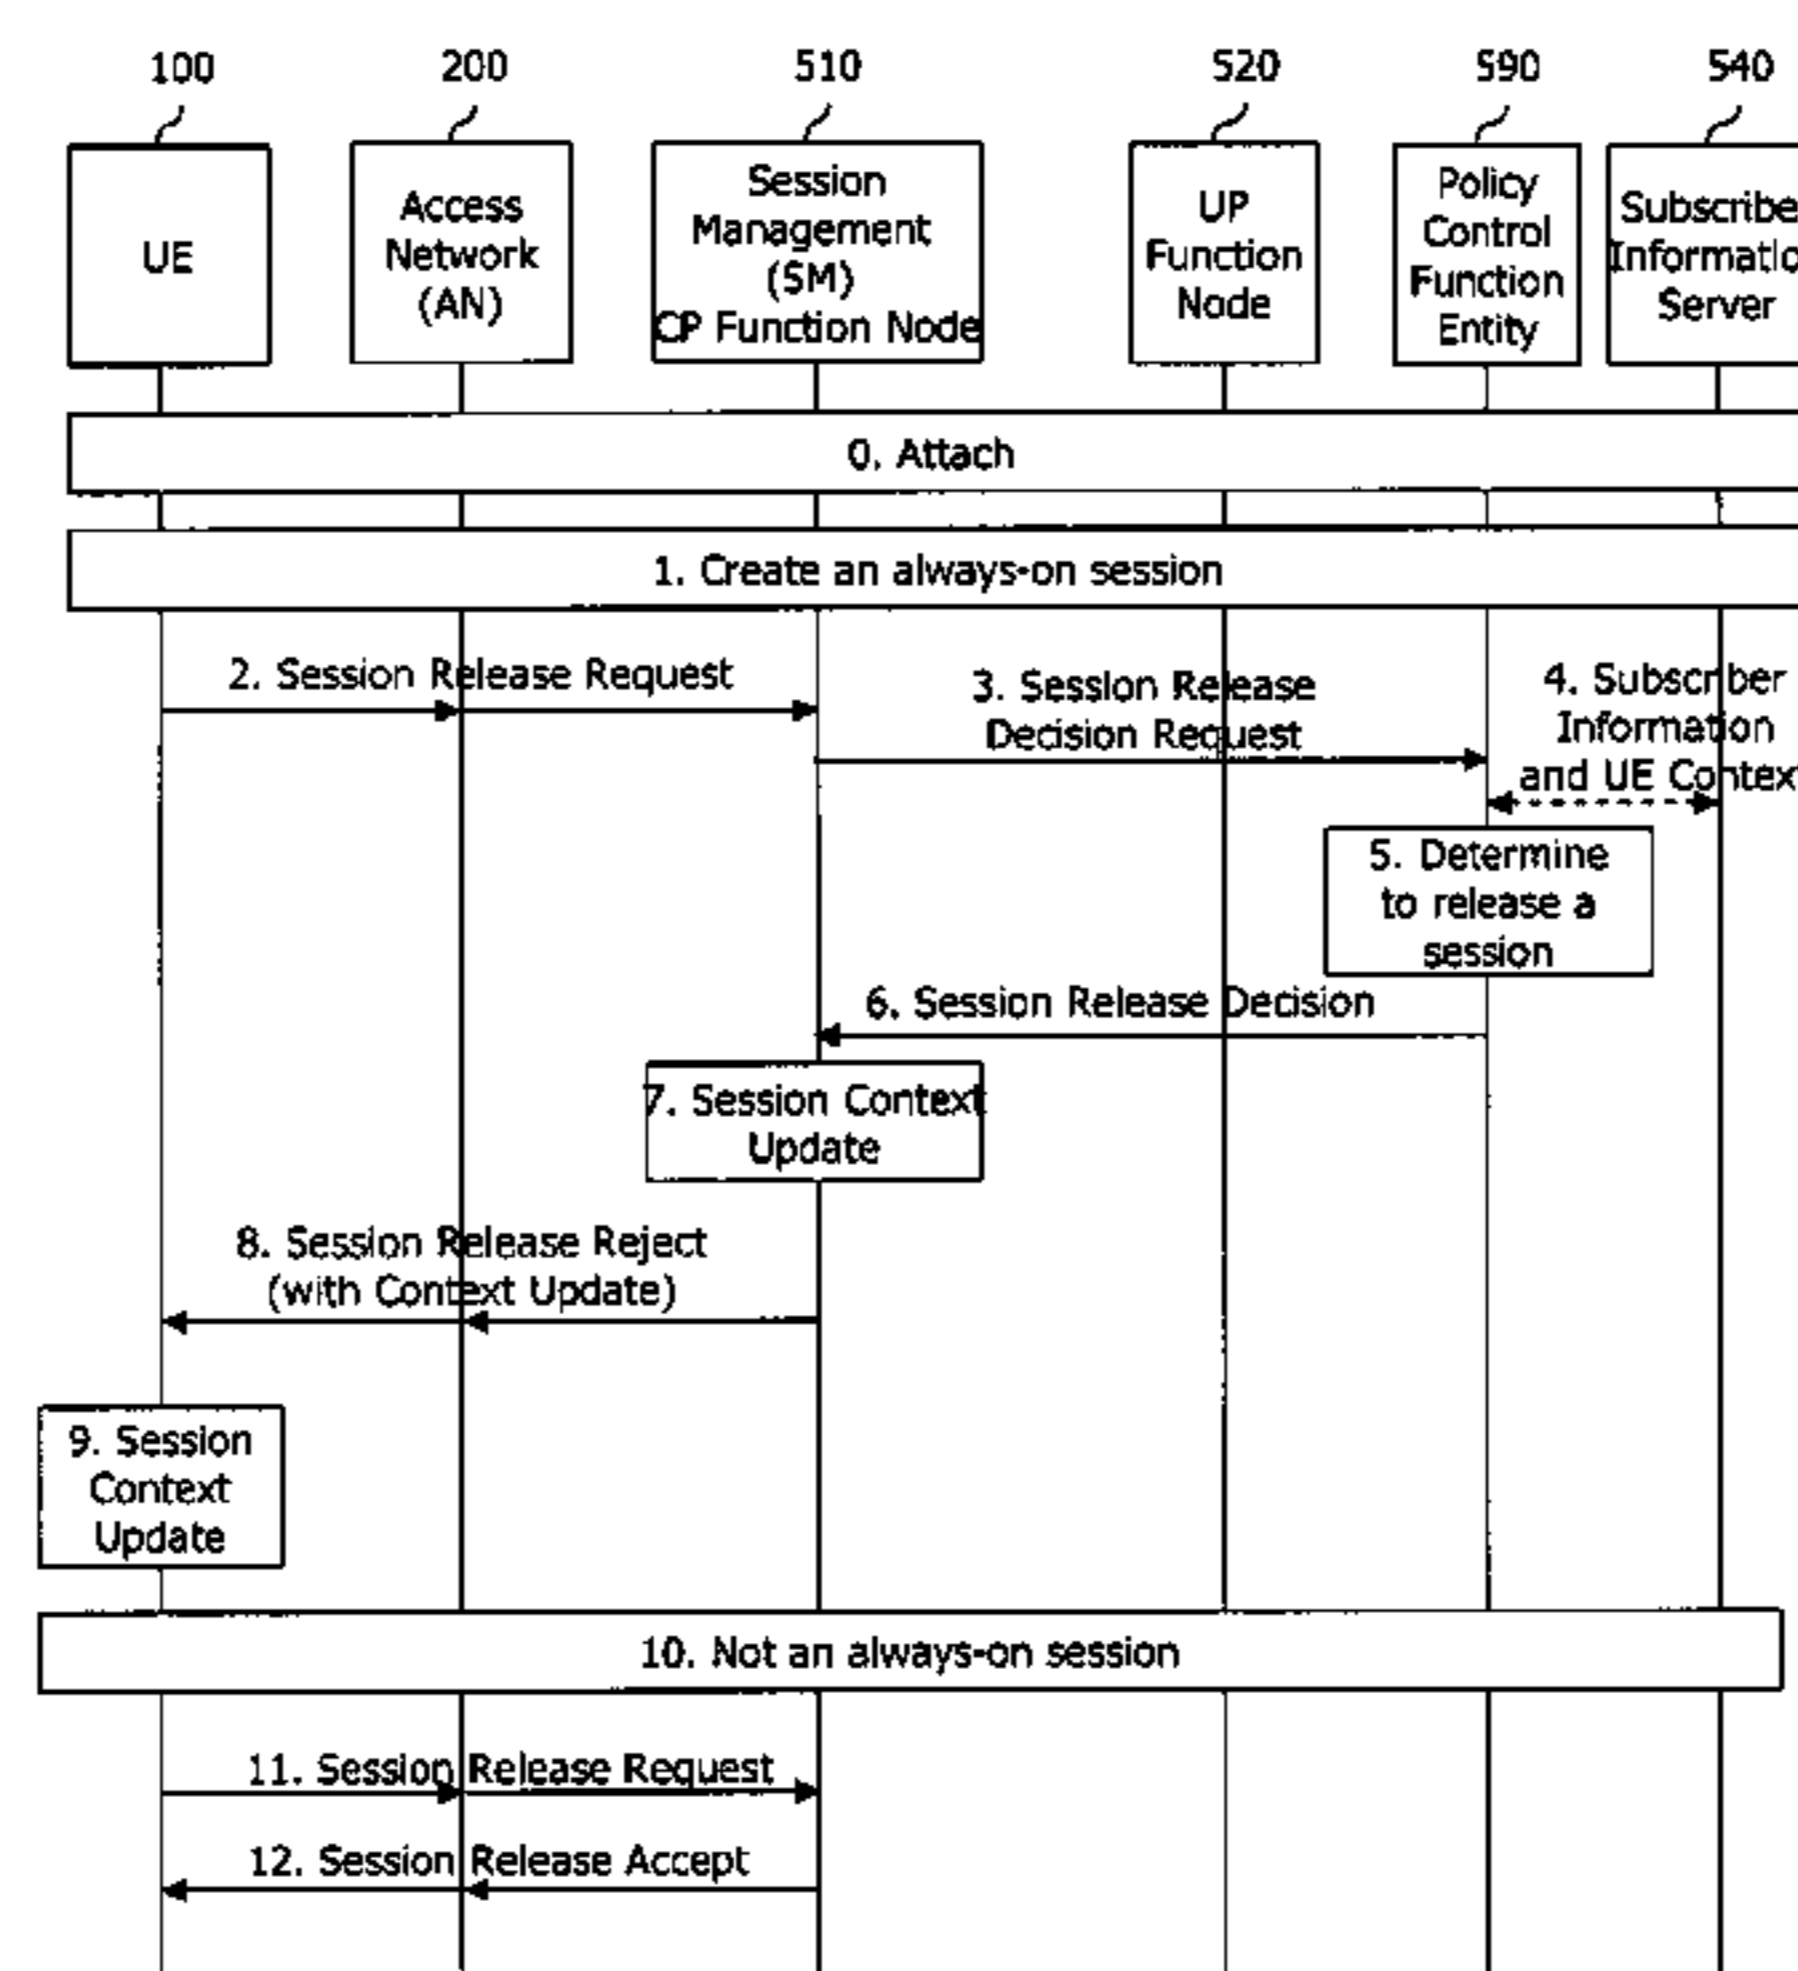 100
200
510
520
590
540
UE
Access
Network
(AN)
Session
Management
(SM)
CP Function Node
UP
Function
Node
Policy
Control
Function
Entity
Subscribe
Informatio
Server
0. Attach
1. Create an always-on session
2. Session Release Request
3. Session Release
Decision Request
4. Subscriber
Information
and UE Context
5. Determine
to release a
session
6. Session Release Decision
7. Session Context
Update
8. Session Release Reject
(with Context Update)
9. Session
Context
Update
10. Not an always-on session
11. Session Release Request
12. Session Release Accept